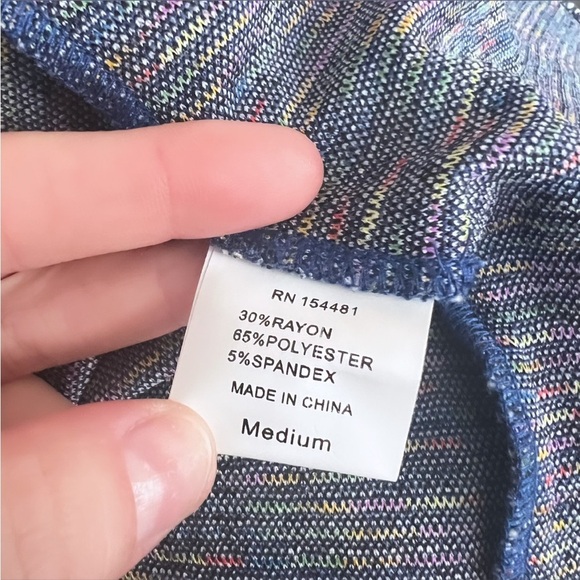 RN 154481
30%RAYON
65%POLYESTER
5%SPANDEX
MADE IN CHINA
Medium